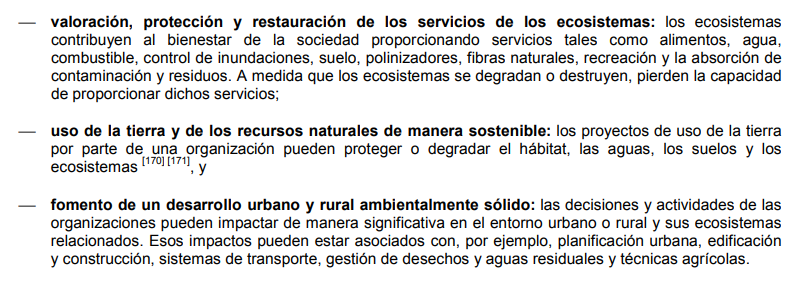 — valoración, protección y restauración de los servicios de los ecosistemas: los ecosistemas
contribuyen al bienestar de la sociedad proporcionando servicios tales como alimentos, agua,
combustible, control de inundaciones, suelo, polinizadores, fibras naturales, recreación y la absorción de
contaminación y residuos. A medida que los ecosistemas se degradan o destruyen, pierden la capacidad
de proporcionar dichos servicios;
— uso de la tierra y de los recursos naturales de manera sostenible: los proyectos de uso de la tierra
por parte de una organización pueden proteger o degradar el hábitat, las aguas, los suelos y los
ecosistemas [170] [171], y
— fomento de un desarrollo urbano y rural ambientalmente sólido: las decisiones y actividades de las
organizaciones pueden impactar de manera significativa en el entorno urbano o rural y sus ecosistemas
relacionados. Esos impactos pueden estar asociados con, por ejemplo, planificación urbana, edificación
y construcción, sistemas de transporte, gestión de desechos y aguas residuales y técnicas agrícolas.